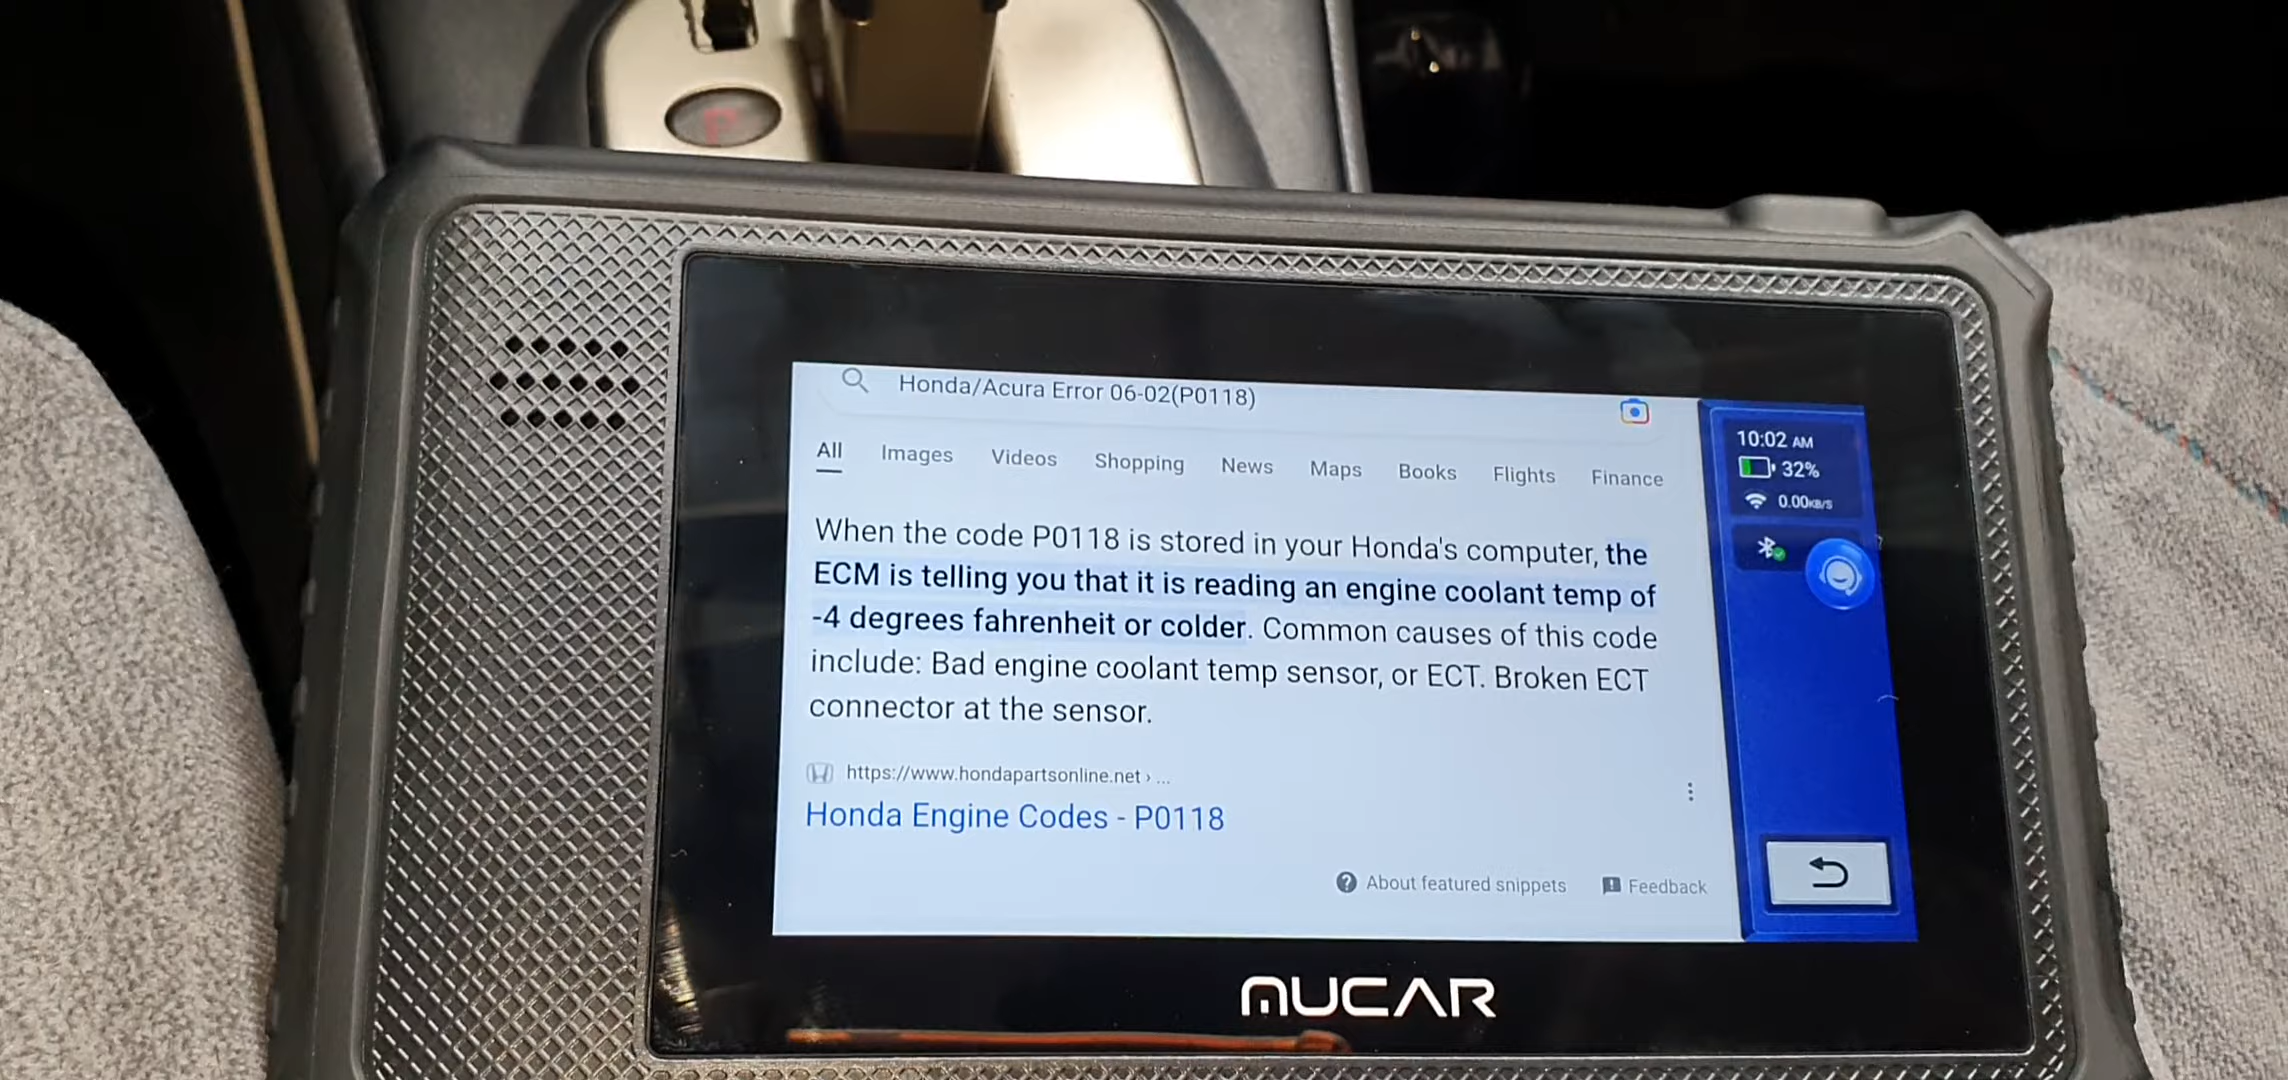 Honda/Acura Error 06-02(P0118)
All Images Videos Shopping News Maps Books Flights Finance
When the code P0118 is stored in your Honda's computer, the
ECM is telling you that it is reading an engine coolant temp of
-4 degrees fahrenheit or colder. Common causes of this code
include: Bad engine coolant temp sensor, or ECT. Broken ECT
connector at the sensor.
https://www.hondapartsonline.net › ...
Honda Engine Codes - P0118
About featured snippets Feedback
10:02 AM
32%
0.00KB/S
MUCAR